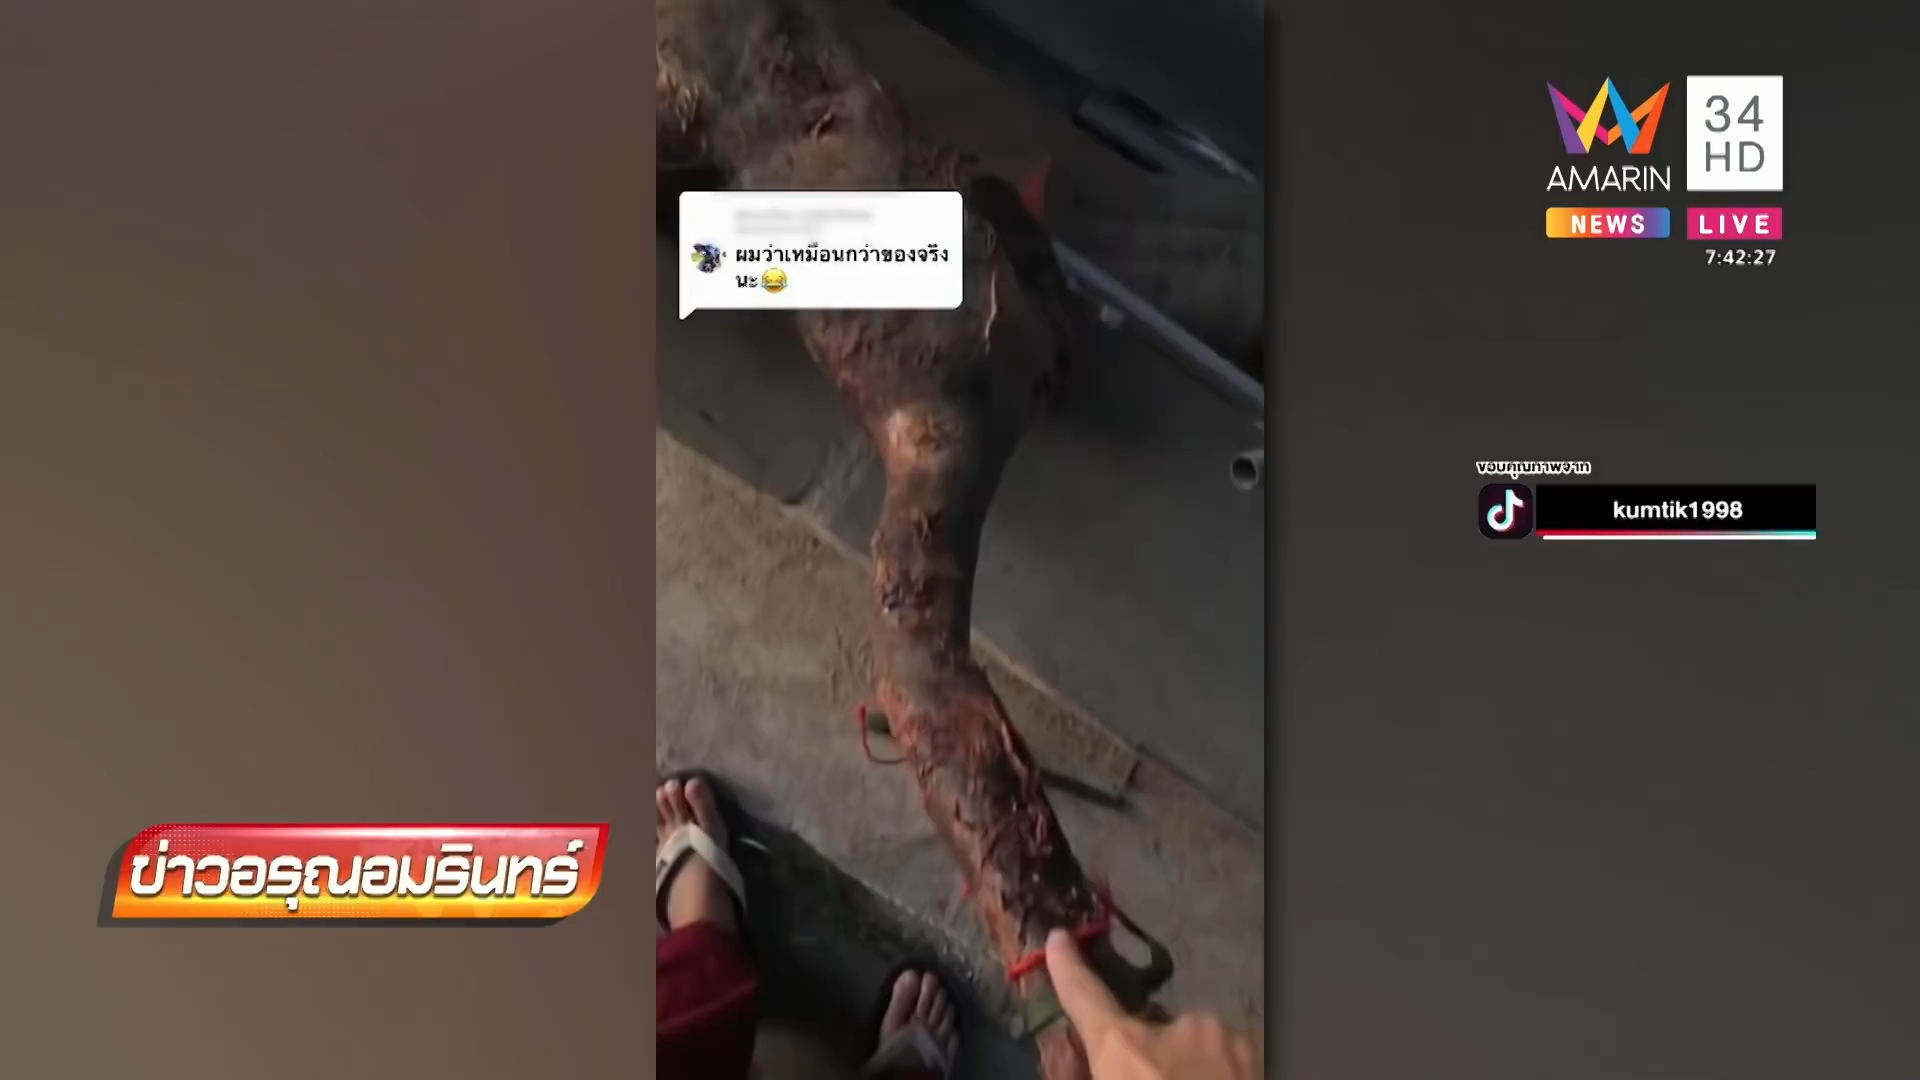 AMARIN
34
HD
NEWS
LIVE
7:42:27
ผมว่าเหมือนกว่าของจริง
นะ😂
ขอบคุณภาพจาก
kumtik1998
ข่าวอรุณอมรินทร์